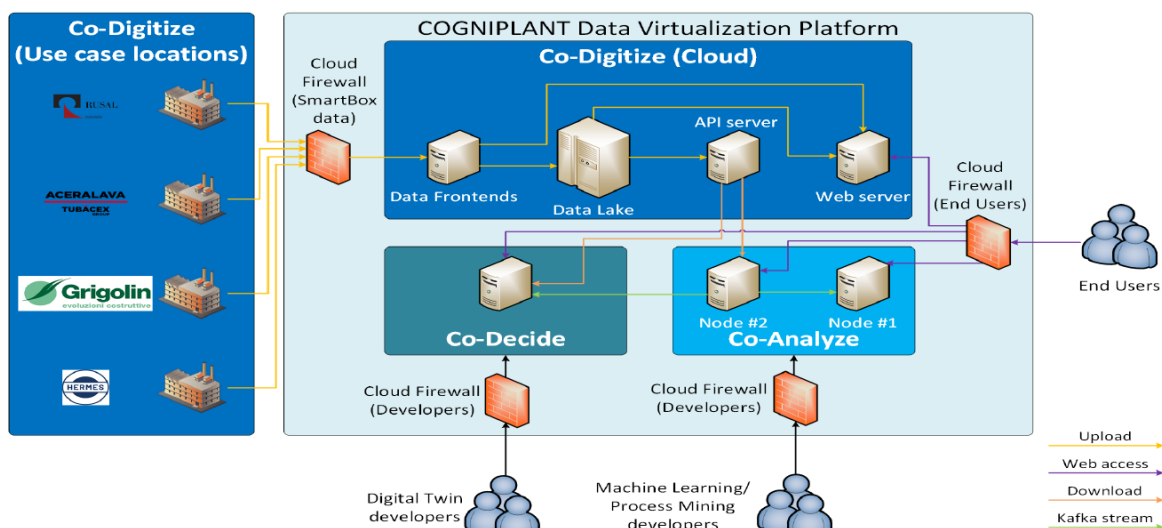 Co-Digitize
(Use case locations)
RUSAL
ACERALAVA
TUBACEX
GROUP
Grigolin
evoluzioni costruttive
HERMES
COGNIPLANT Data Virtualization Platform
Cloud
Firewall
(SmartBox
data)
Co-Digitize (Cloud)
Data Frontends
Data Lake
API server
Web server
Cloud
Firewall
(End Users)
End Users
Co-Decide
Node #2
Node #1
Co-Analyze
Cloud Firewall
(Developers)
Cloud Firewall
(Developers)
Digital Twin
developers
Machine Learning/
Process Mining
developers
Upload
Web access
Download
Kafka stream